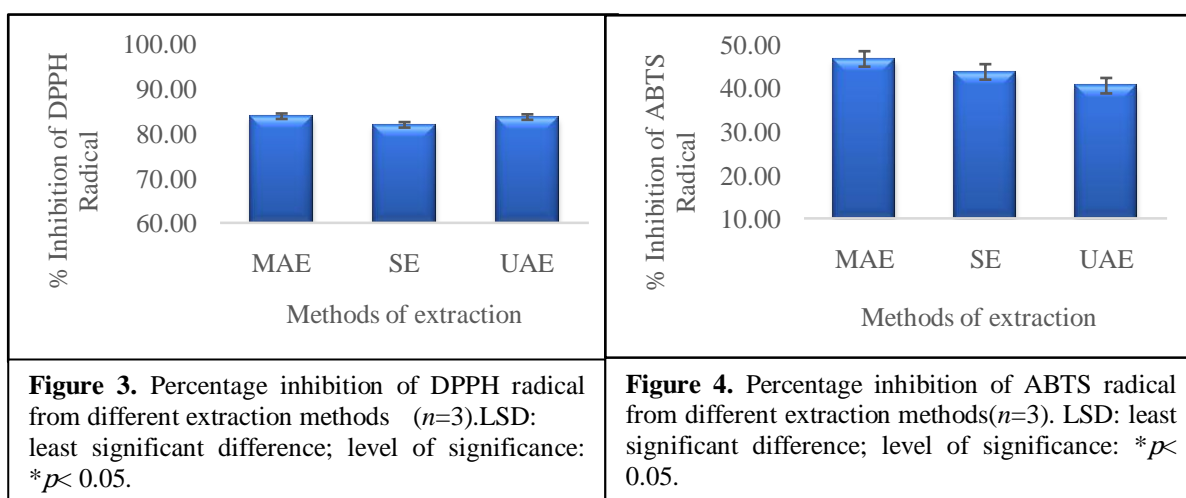 % Inhibition of DPPH
Radical
100.00
90.00
80.00
70.00
60.00
MAE SE UAE
Methods of extraction
Figure 3. Percentage inhibition of DPPH radical
from different extraction methods (n=3).LSD:
least significant difference; level of significance:
*p< 0.05.
% Inhibition of ABTS
Radical
50.00
40.00
30.00
20.00
10.00
MAE SE UAE
Methods of extraction
Figure 4. Percentage inhibition of ABTS radical
from different extraction methods(n=3). LSD: least
significant difference; level of significance: *p<
0.05.